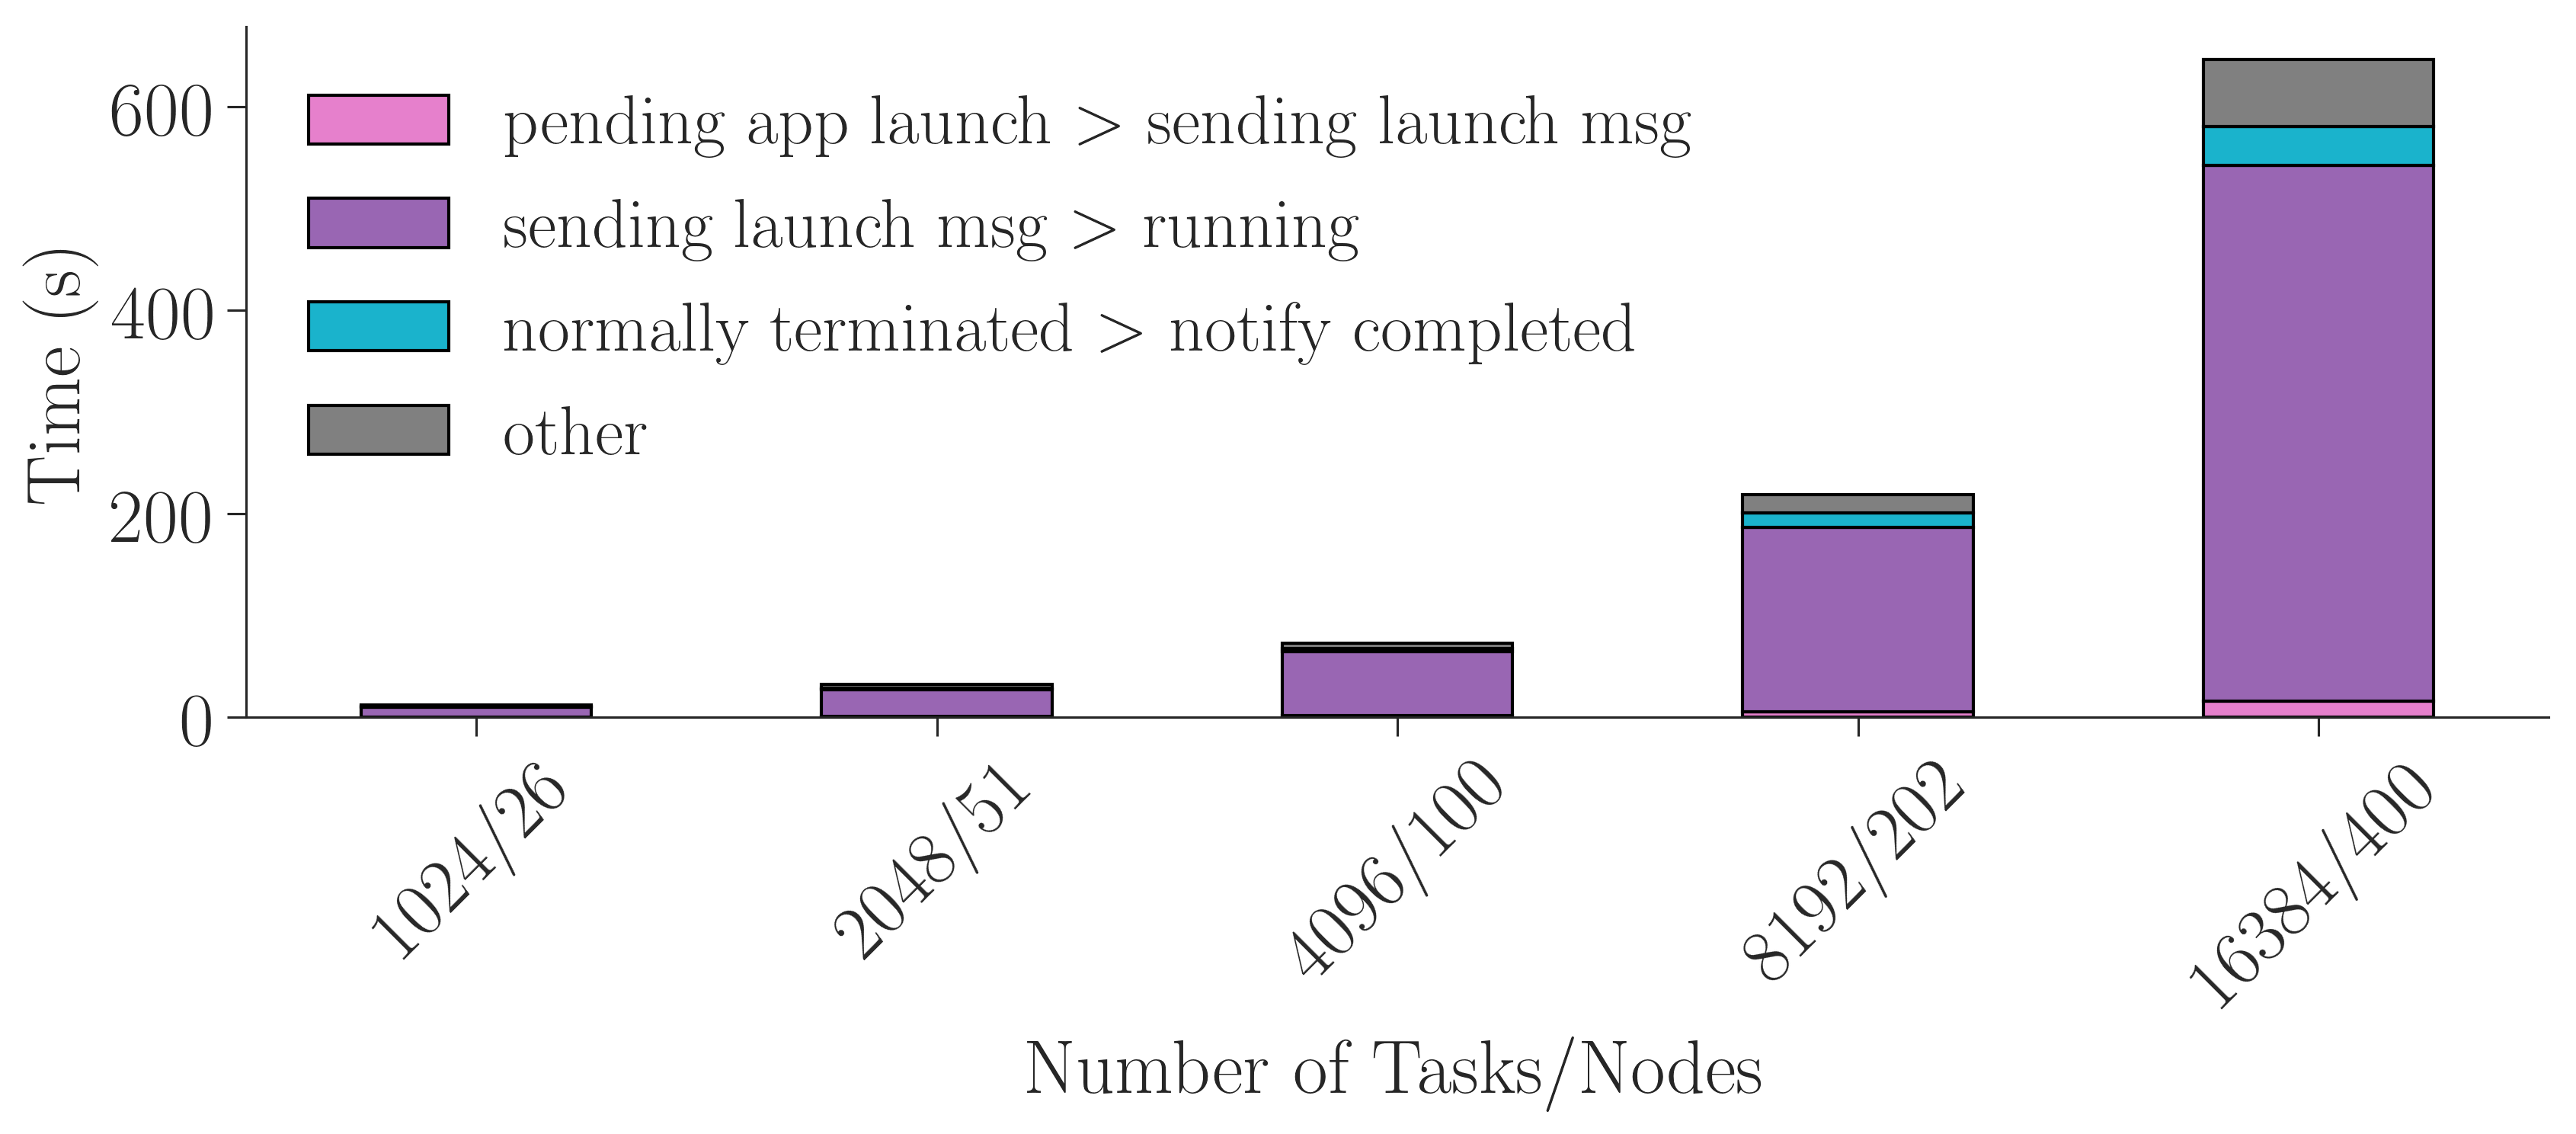 Time (s)
600
400
200
0
pending app launch > sending launch msg
sending launch msg > running
normally terminated > notify completed
other
1024/26
2048/51
4096/100
8192/202
16384/400
Number of Tasks/Nodes